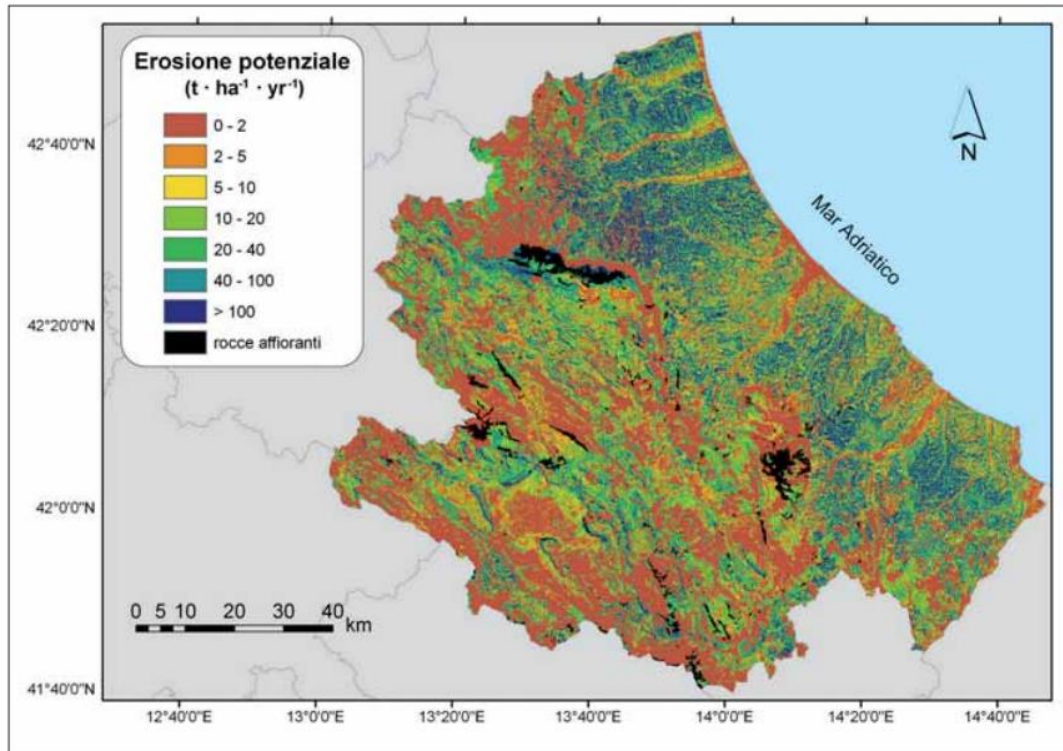 Erosione potenziale
(t · ha⁻¹ · yr⁻¹)
0 - 2
2 - 5
5 - 10
10 - 20
20 - 40
40 - 100
> 100
rocce affioranti
N
Mar Adriatico
42°40'0"N
42°20'0"N
42°0'0"N
41°40'0"N
0 5 10 20 30 40
km
12°40'0"E 13°0'0"E 13°20'0"E 13°40'0"E 14°0'0"E 14°20'0"E 14°40'0"E